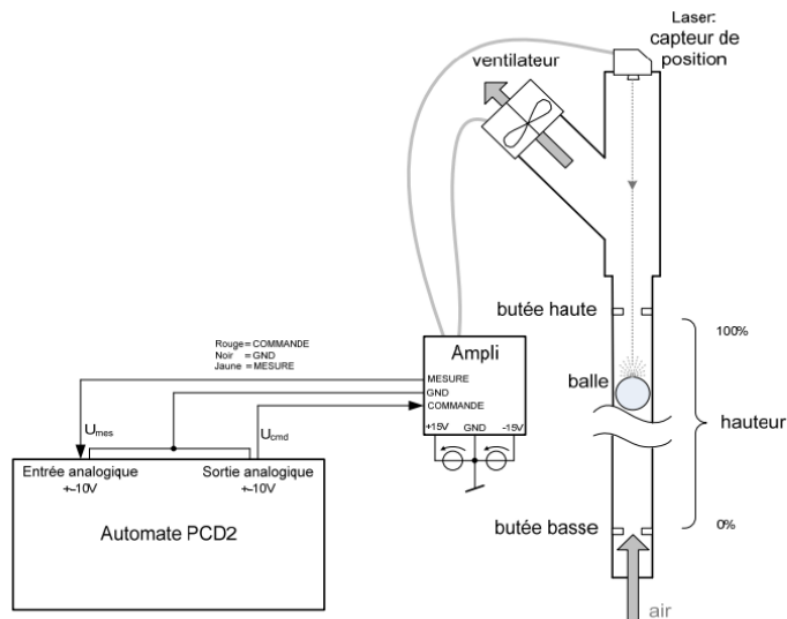 Laser:
capteur de
position
ventilateur
butée haute
100%
Rouge= COMMANDE
Noir = GND
Jaune = MESURE
Ampli
MESURE
GND
COMMANDE
+15V GND -15V
balle
hauteur
Umes
Ucmd
Entrée analogique
+-10V
Sortie analogique
+-10V
Automate PCD2
butée basse
0%
air